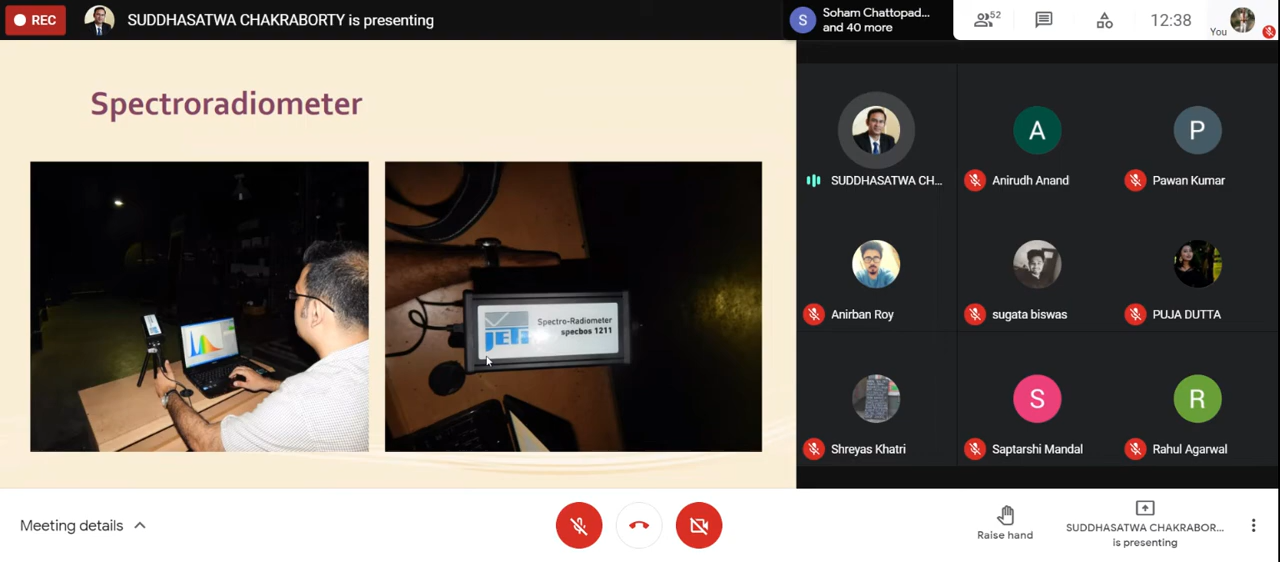 REC
SUDDHASATWA CHAKRABORTY is presenting
S
Soham Chattopad...
and 40 more
52
12:38
You
Spectroradiometer
JETI
Spectro-Radiometer
specbos 1211
SUDDHASATWA CH...
A
Anirudh Anand
P
Pawan Kumar
Anirban Roy
sugata biswas
PUJA DUTTA
Shreyas Khatri
S
Saptarshi Mandal
R
Rahul Agarwal
Meeting details
Raise hand
SUDDHASATWA CHAKRABOR...
is presenting